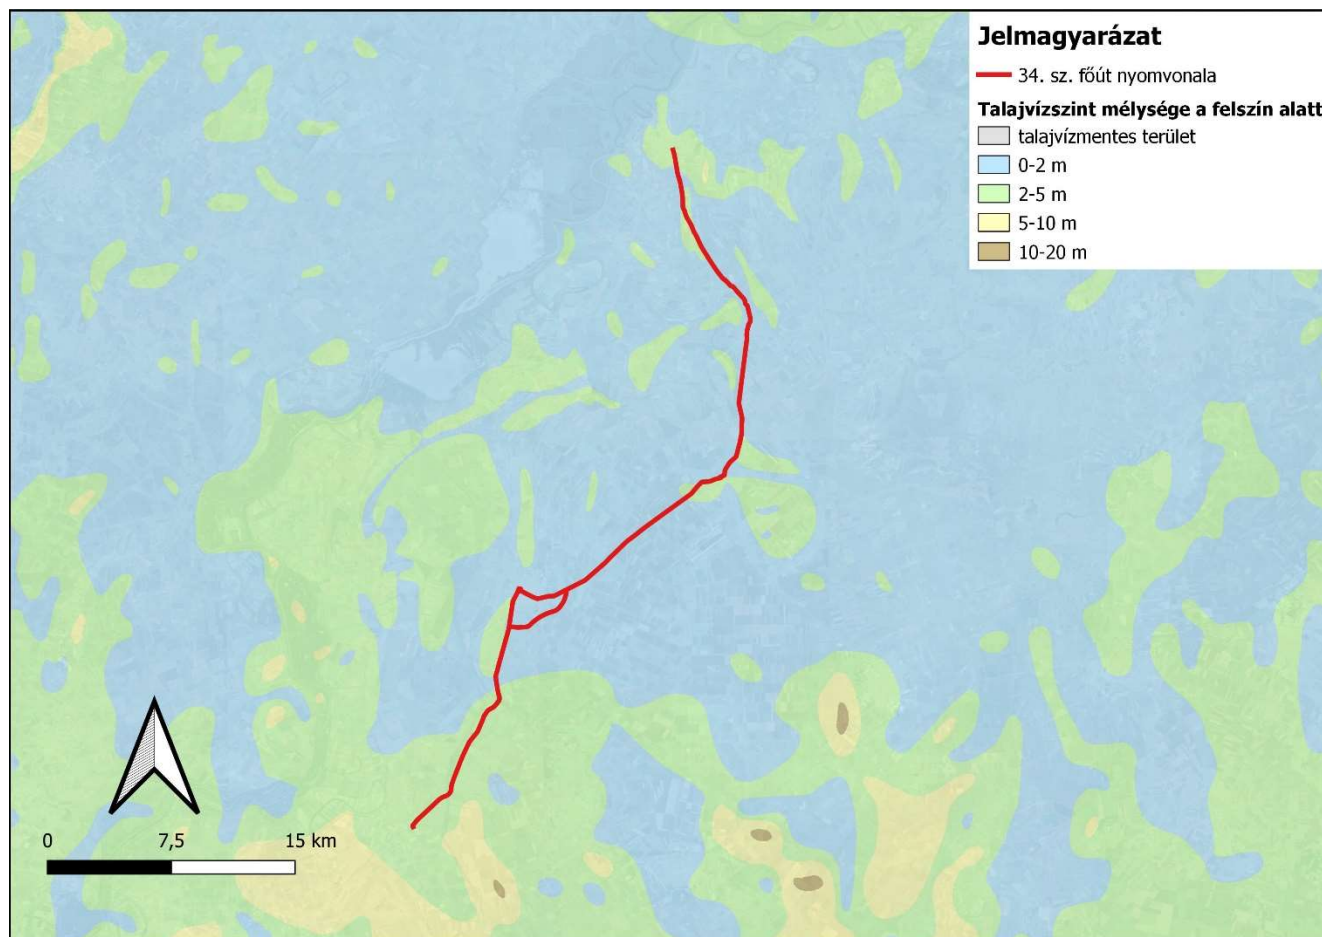 Jelmagyarázat
34. sz. főút nyomvonala
Talajvízszint mélysége a felszín alatt
talajvízmentes terület
0-2 m
2-5 m
5-10 m
10-20 m
0 7,5 15 km